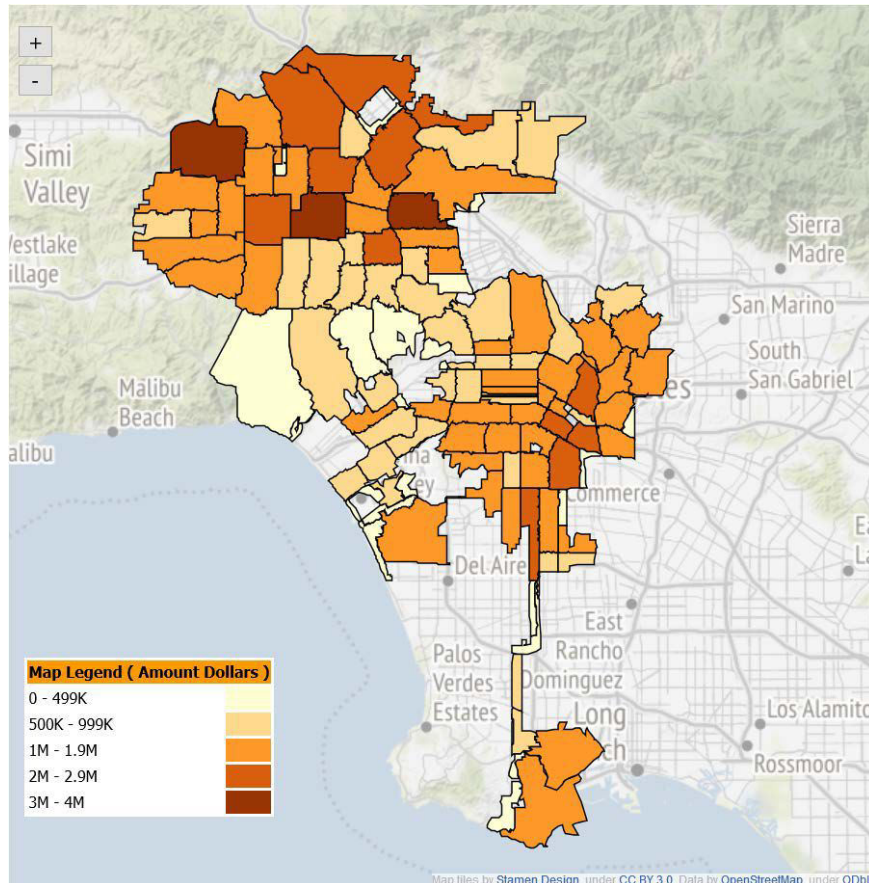 +
-
Simi
Valley
Westlake
Village
Sierra
Madre
San Marino
South
San Gabriel
Malibu
Beach
Malibu
Commerce
Del Aire
East
Rancho
Dominguez
Palos
Verdes
Estates
Long
Los Alamito
Rossmoor
Map Legend ( Amount Dollars )
0 - 499K
500K - 999K
1M - 1.9M
2M - 2.9M
3M - 4M
Map tiles by Stamen Design, under CC BY 3.0. Data by OpenStreetMap, under ODbL